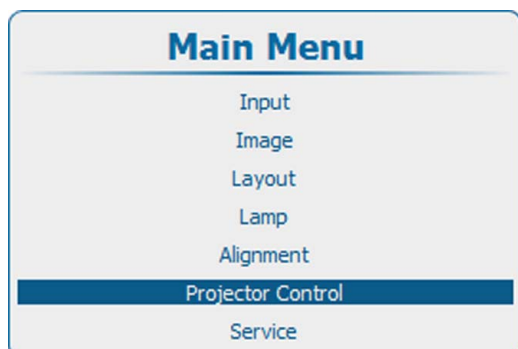 Main Menu
Input
Image
Layout
Lamp
Alignment
Projector Control
Service